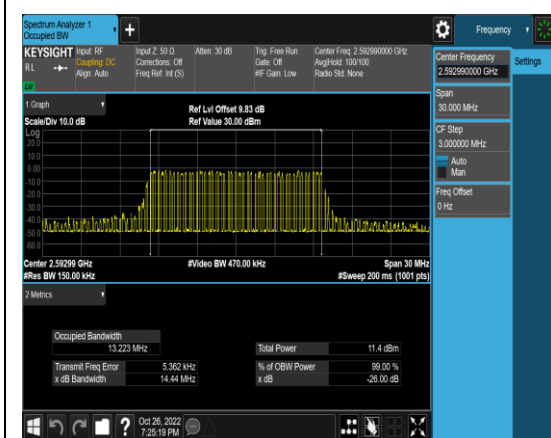 Spectrum Analyzer 1
Occupied BW
Frequency
KEYSIGHT
RL
Input: RF
Coupling: DC
Align: Auto
Input Z: 50 Ω
Corrections: Off
Freq Ref: Int (S)
Atten: 30 dB
Trig: Free Run
Gate: Off
#IF Gain: Low
Center Freq: 2.592990000 GHz
Avg|Hold: 100/100
Radio Std: None
Center Frequency
2.592990000 GHz
Settings
Span
30.000 MHz
CF Step
3.000000 MHz
Auto
Man
Freq Offset
0 Hz
1 Graph
Scale/Div 10.0 dB
Ref Lvl Offset 9.83 dB
Ref Value 30.00 dBm
Log
20.0
10.0
0.00
-10.0
-20.0
-30.0
-40.0
-50.0
-60.0
Center 2.59299 GHz
#Video BW 470.00 kHz
Span 30 MHz
#Res BW 150.00 kHz
#Sweep 200 ms (1001 pts)
2 Metrics
Occupied Bandwidth
13.223 MHz
Total Power 11.4 dBm
Transmit Freq Error 5.362 kHz
% of OBW Power 99.00 %
x dB Bandwidth 14.44 MHz
x dB -26.00 dB
Oct 26, 2022
7:25:19 PM